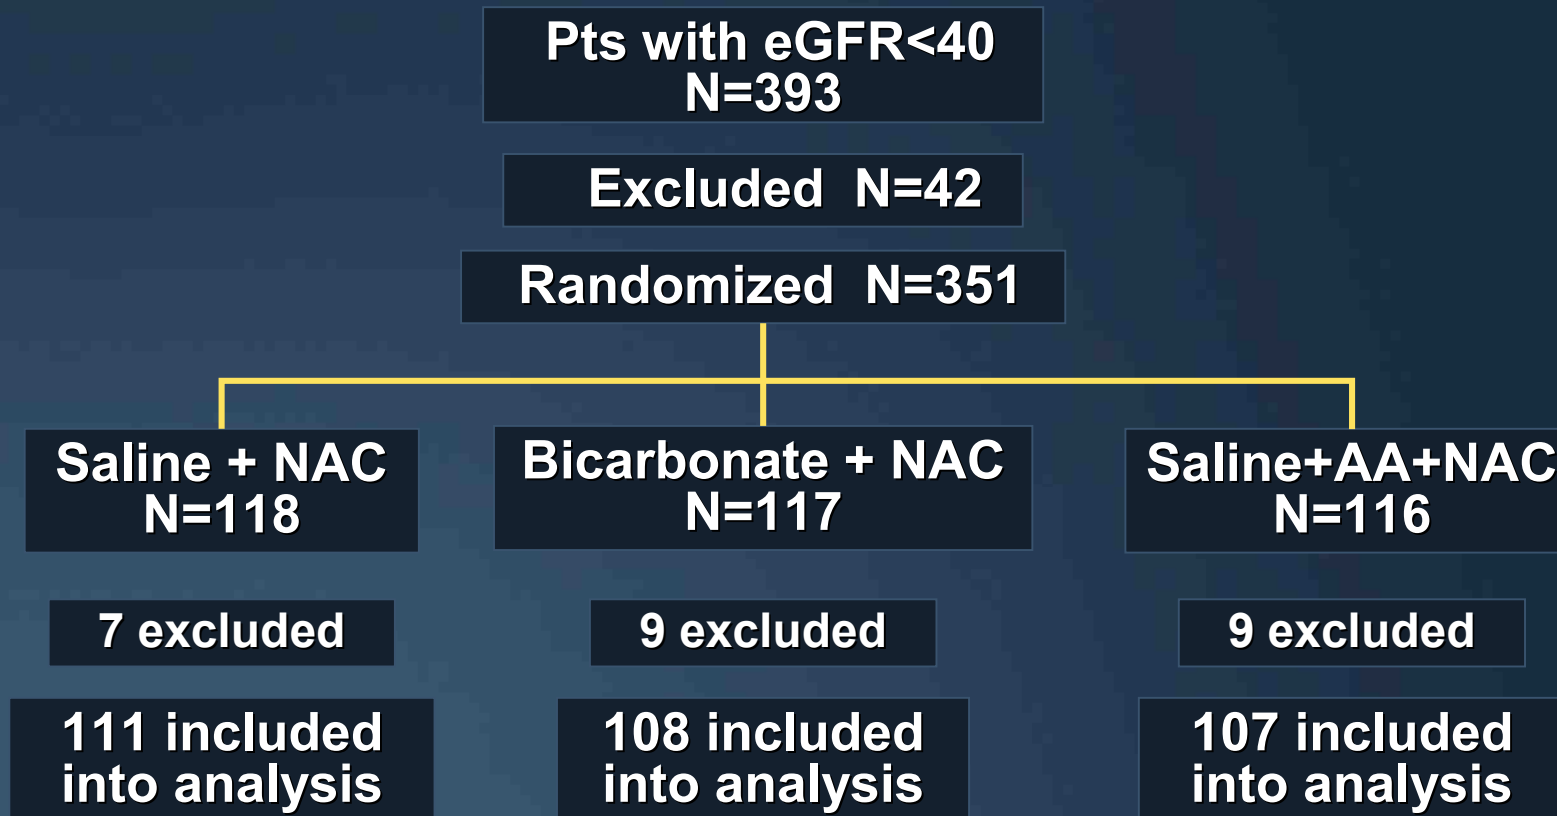 Pts with eGFR<40
N=393
Excluded N=42
Randomized N=351
Saline + NAC
N=118
Bicarbonate + NAC
N=117
Saline+AA+NAC
N=116
7 excluded
9 excluded
9 excluded
111 included
into analysis
108 included
into analysis
107 included
into analysis